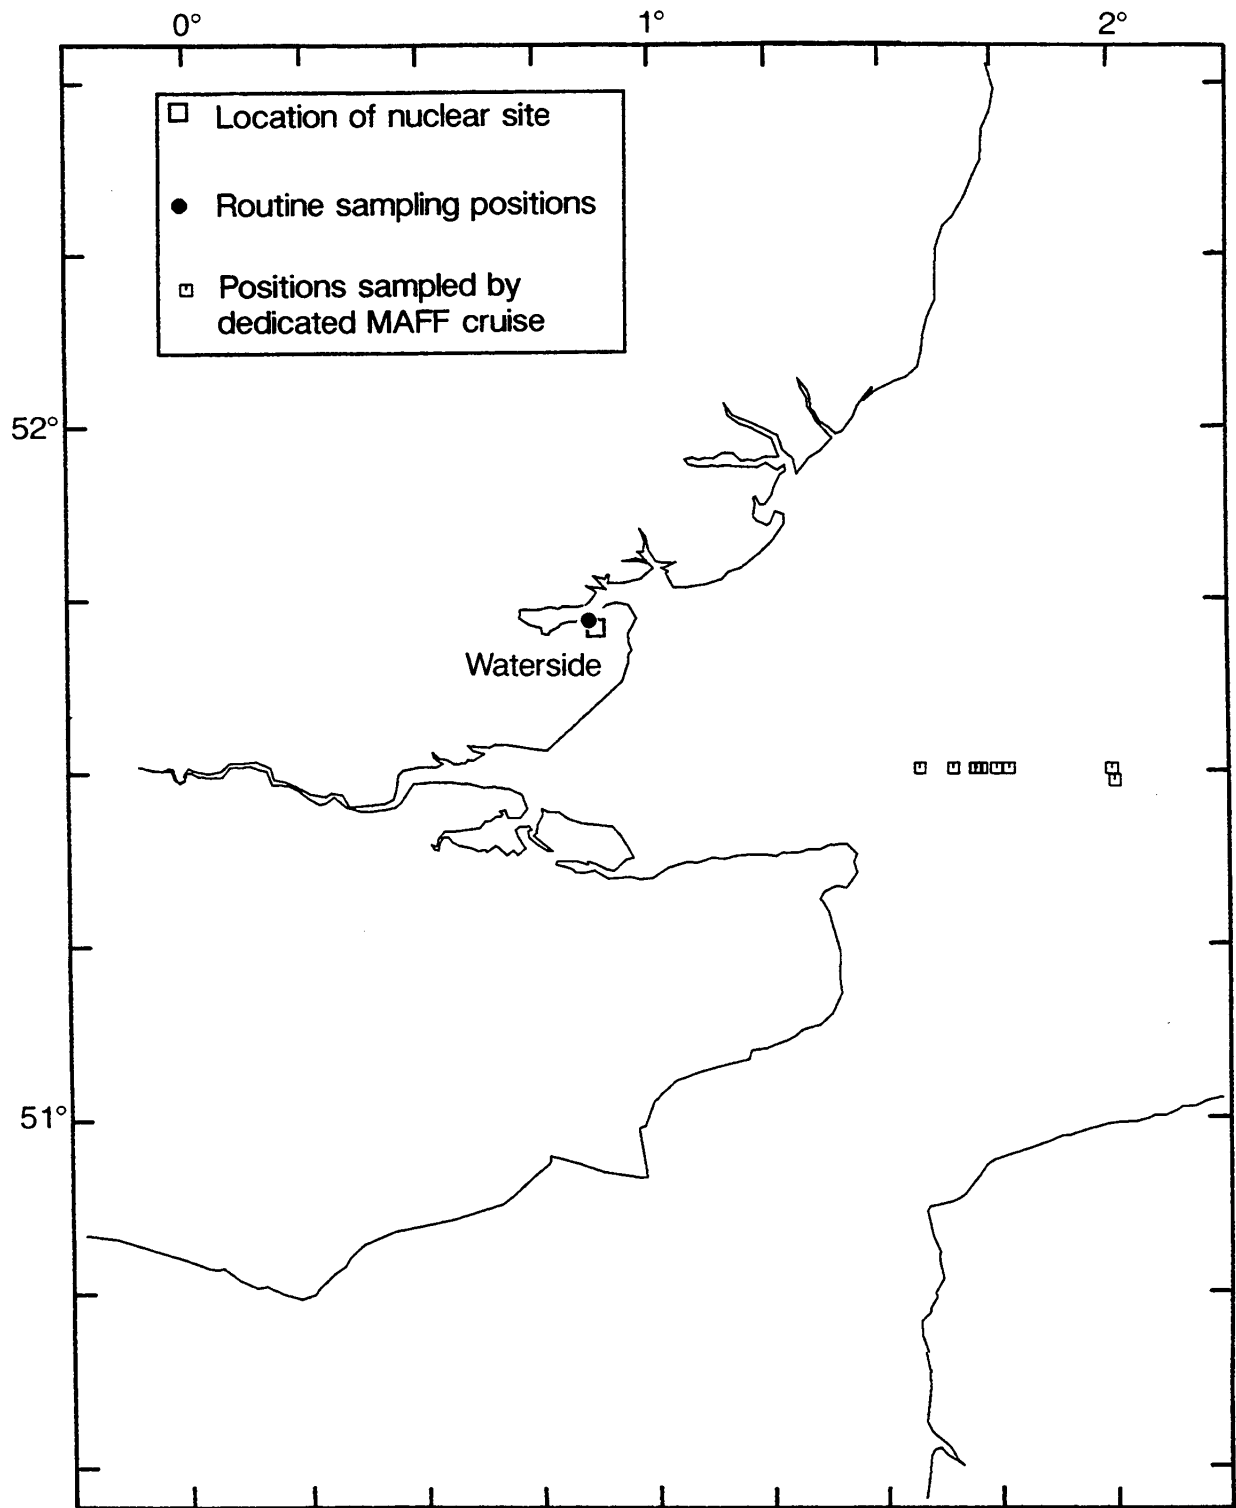 0° 1° 2°
Location of nuclear site
Routine sampling positions
Positions sampled by
dedicated MAFF cruise
52°
Waterside
51°